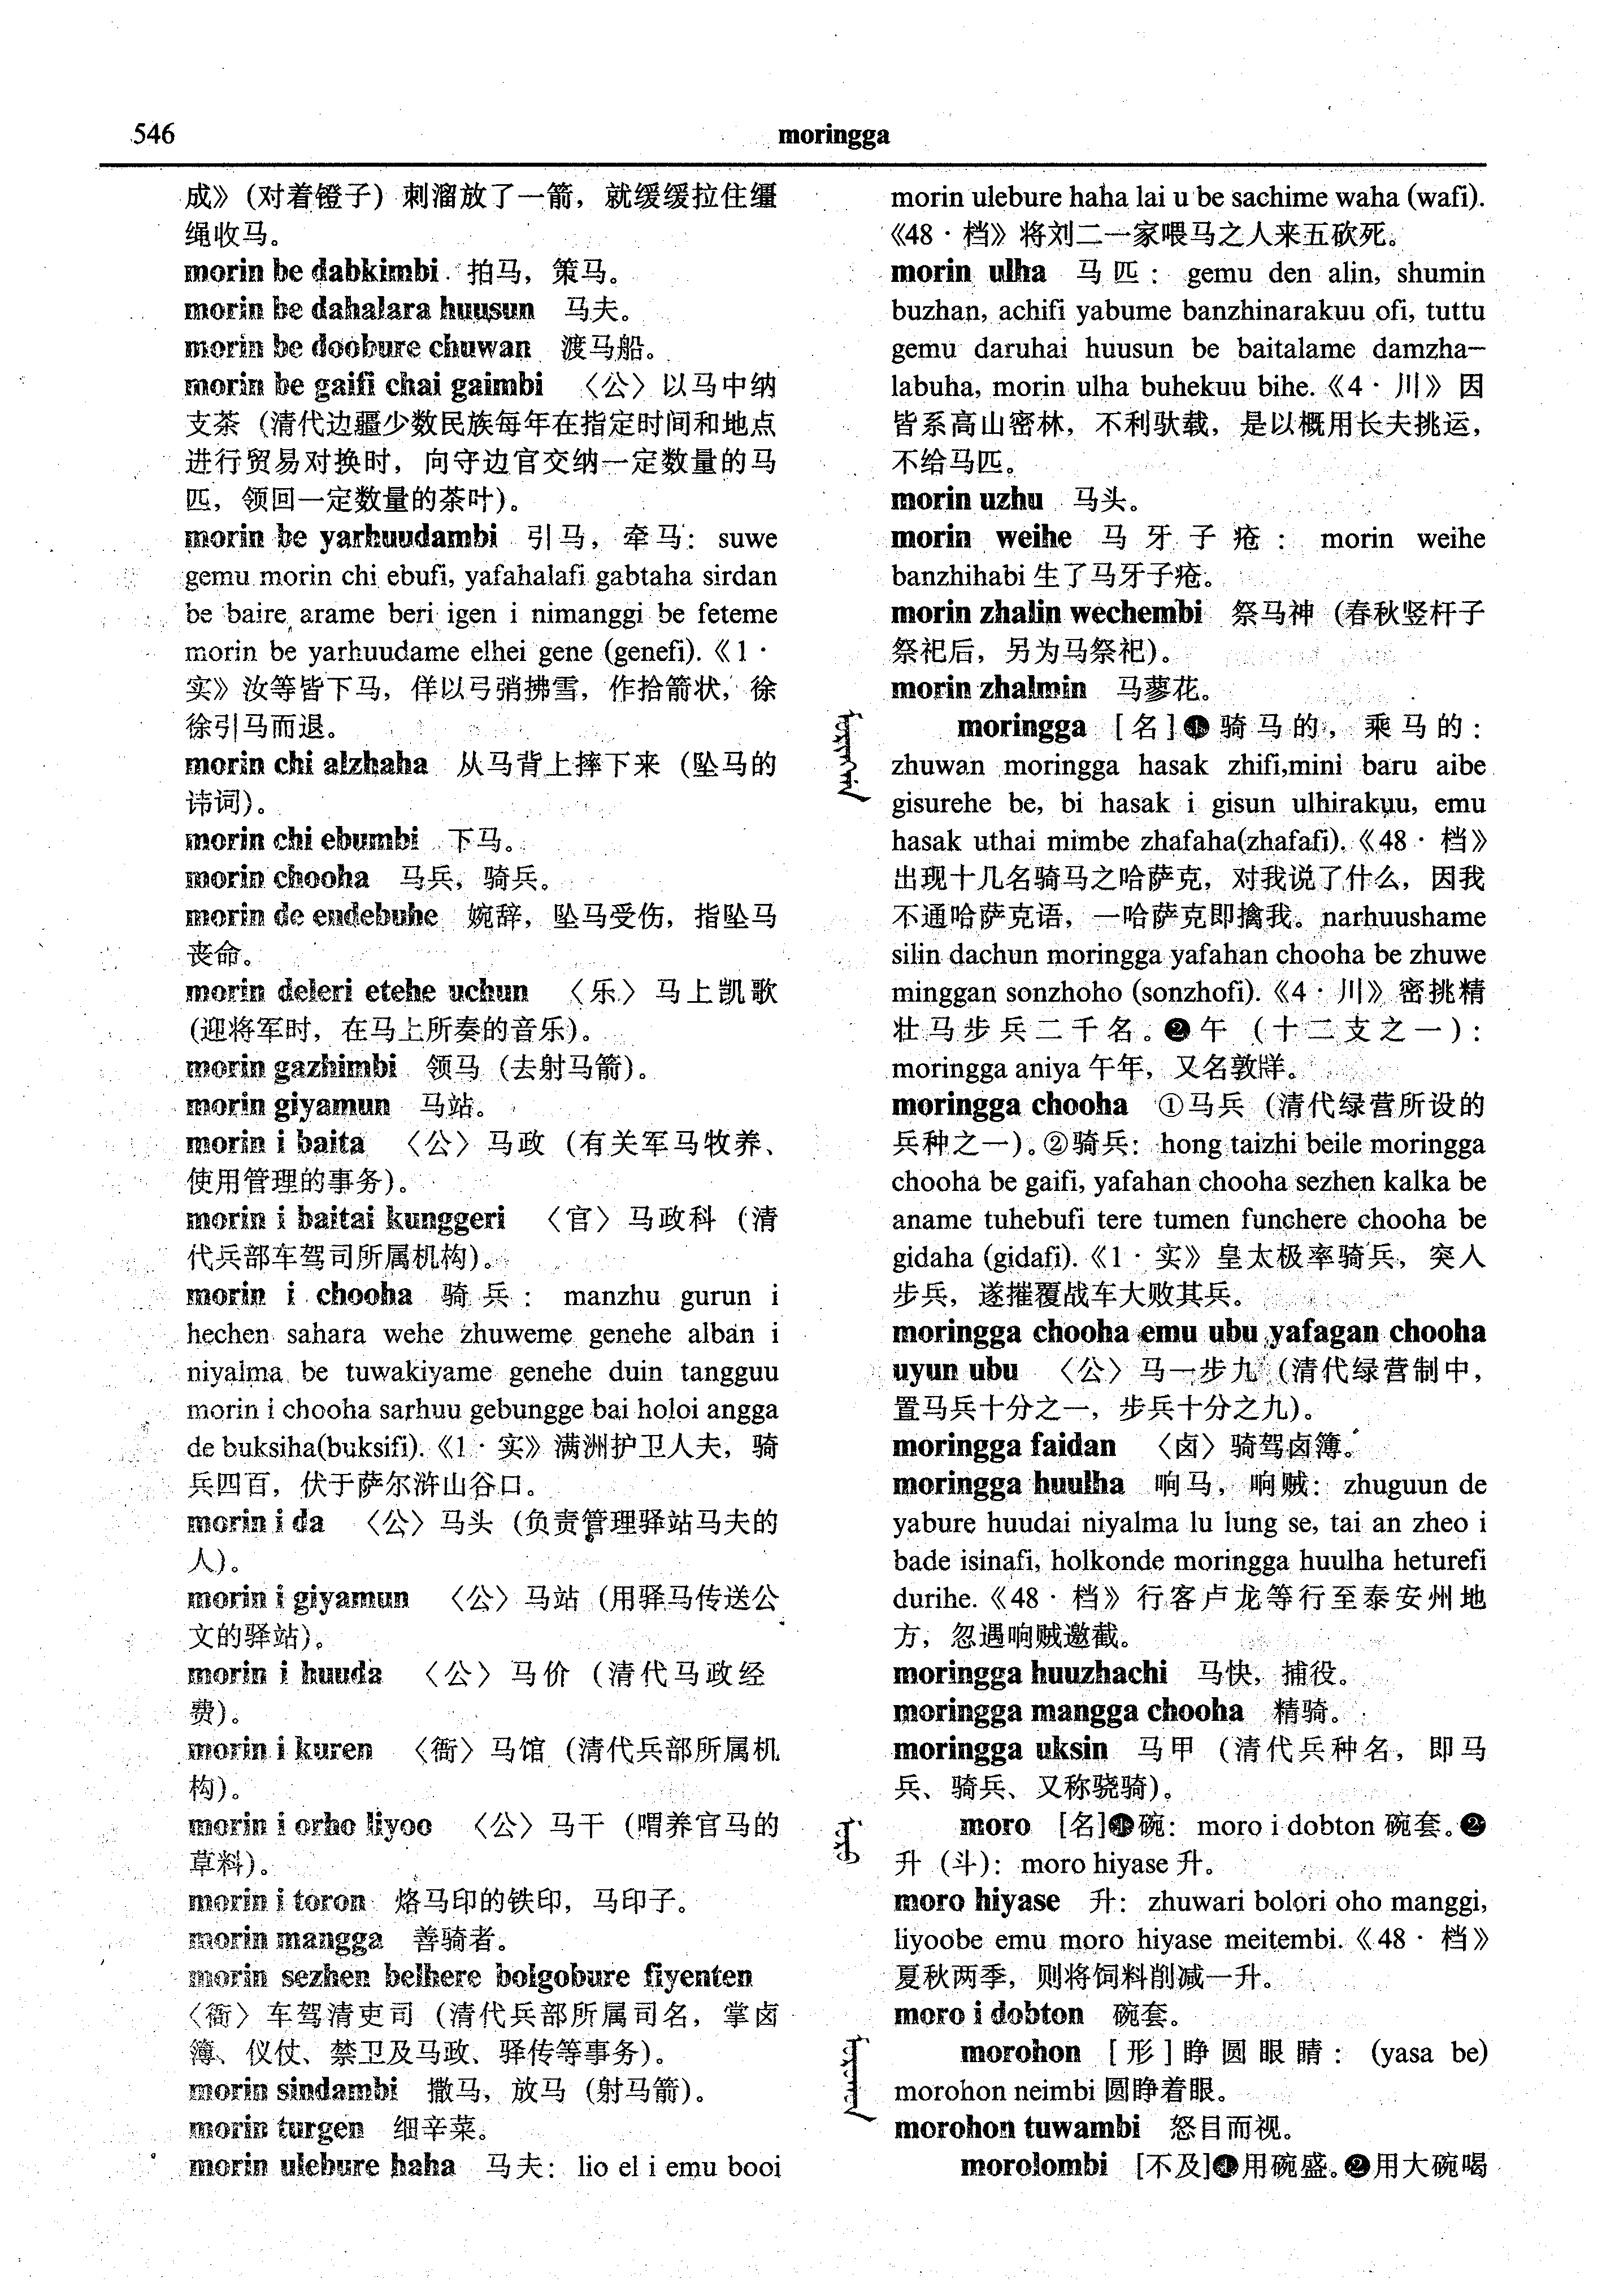 546
moringga
成》(对着镫子) 刺溜放了一箭，就缓缓拉住缰
绳收马。
morin be dabkimbi 拍马，策马。
morin be dahalara huusun 马夫。
morin be doobure chuwan 渡马船。
morin be gaifi chai gaimbi 〈公〉以马中纳
支茶 (清代边疆少数民族每年在指定时间和地点
进行贸易对换时，向守边官交纳一定数量的马
匹，领回一定数量的茶叶)。
morin be yarhuudambi 引马，牵马：suwe
gemu morin chi ebufi, yafahalafi gabtaha sirdan
be baire arame beri igen i nimanggi be feteme
morin be yarhuudame elhei gene (genefi).《1·
实》汝等皆下马，佯以弓弰拂雪，作拾箭状，徐
徐引马而退。
morin chi alzhaha 从马背上摔下来 (坠马的
讳词)。
morin chi ebumbi 下马。
morin chooha 马兵，骑兵。
morin de endebuhe 婉辞，坠马受伤，指坠马
丧命。
morin deleri etehe uchun 〈乐〉马上凯歌
(迎将军时，在马上所奏的音乐)。
morin gazhimbi 领马 (去射马箭)。
morin giyamun 马站。
morin i baita 〈公〉马政 (有关军马牧养、
使用管理的事务)。
morin i baitai kunggeri 〈官〉马政科 (清
代兵部车驾司所属机构)。
morin i chooha 骑兵：manzhu gurun i
hechen sahara wehe zhuweme genehe alban i
niyalma be tuwakiyame genehe duin tangguu
morin i chooha sarhuu gebungge bai holoi angga
de buksiha(buksifi).《1·实》满洲护卫人夫，骑
兵四百，伏于萨尔浒山谷口。
morin i da 〈公〉马头 (负责管理驿站马夫的
人)。
morin i giyamun 〈公〉马站 (用驿马传送公
文的驿站)。
morin i huuda 〈公〉马价 (清代马政经
费)。
morin i kuren 〈衙〉马馆 (清代兵部所属机
构)。
morin i orho liyoo 〈公〉马干 (喂养官马的
草料)。
morin i toron 烙马印的铁印，马印子。
morin mangga 善骑者。
morin sezhen belhere bolgobure fiyenten
〈衙〉车驾清吏司 (清代兵部所属司名，掌卤
簿、仪仗、禁卫及马政、驿传等事务)。
morin sindambi 撒马，放马 (射马箭)。
morin turgen 细辛菜。
morin ulebure haha 马夫：lio el i emu booi
morin ulebure haha lai u be sachime waha (wafi).
《48·档》将刘二一家喂马之人来五砍死。
morin ulha 马匹：gemu den alin, shumin
buzhan, achifi yabume banzhinarakuu ofi, tuttu
gemu daruhai huusun be baitalame damzha-
labuha, morin ulha buhekuu bihe.《4·川》因
皆系高山密林，不利驮载，是以概用长夫挑运，
不给马匹。
morin uzhu 马头。
morin weihe 马牙子疮：morin weihe
banzhihabi 生了马牙子疮。
morin zhalin wechembi 祭马神 (春秋竖杆子
祭祀后，另为马祭祀)。
morin zhalmin 马蓼花。
moringga [名]❶骑马的，乘马的：
zhuwan moringga hasak zhifi,mini baru aibe
gisurehe be, bi hasak i gisun ulhirakuu, emu
hasak uthai mimbe zhafaha(zhafafi).《48·档》
出现十几名骑马之哈萨克，对我说了什么，因我
不通哈萨克语，一哈萨克即擒我。narhuushame
silin dachun moringga yafahan chooha be zhuwe
minggan sonzhoho (sonzhofi).《4·川》密挑精
壮马步兵二千名。❷午 (十二支之一)：
moringga aniya 午年，又名敦牂。
moringga chooha ①马兵 (清代绿营所设的
兵种之一)。②骑兵：hong taizhi beile moringga
chooha be gaifi, yafahan chooha sezhen kalka be
aname tuhebufi tere tumen funchere chooha be
gidaha (gidafi).《1·实》皇太极率骑兵，突人
步兵，遂摧覆战车大败其兵。
moringga chooha emu ubu yafagan chooha
uyun ubu 〈公〉马一步九 (清代绿营制中，
置马兵十分之一，步兵十分之九)。
moringga faidan 〈卤〉骑驾卤簿。
moringga huulha 响马，响贼：zhuguun de
yabure huudai niyalma lu lung se, tai an zheo i
bade isinafi, holkonde moringga huulha heturefi
durihe.《48·档》行客卢龙等行至泰安州地
方，忽遇响贼邀截。
moringga huuzhachi 马快，捕役。
moringga mangga chooha 精骑。
moringga uksin 马甲 (清代兵种名，即马
兵、骑兵、又称骁骑)。
moro [名]❶碗：moro i dobton 碗套。❷
升 (斗)：moro hiyase 升。
moro hiyase 升：zhuwari bolori oho manggi,
liyoobe emu moro hiyase meitembi.《48·档》
夏秋两季，则将饲料削减一升。
moro i dobton 碗套。
morohon [形]睁圆眼睛：(yasa be)
morohon neimbi 圆睁着眼。
morohon tuwambi 怒目而视。
morolombi [不及]❶用碗盛。❷用大碗喝